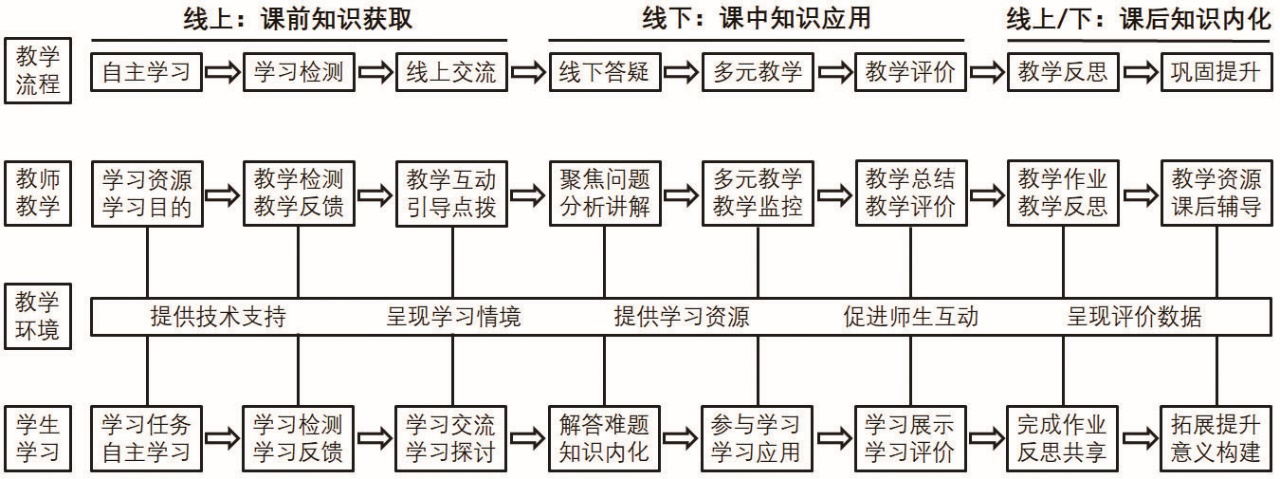 线上：课前知识获取
线下：课中知识应用
线上/下：课后知识内化
教学
流程
自主学习
学习检测
线上交流
线下答疑
多元教学
教学评价
教学反思
巩固提升
教师
教学
学习资源
学习目的
教学检测
教学反馈
教学互动
引导点拨
聚焦问题
分析讲解
多元教学
教学监控
教学总结
教学评价
教学作业
教学反思
教学资源
课后辅导
教学
环境
提供技术支持
呈现学习情境
提供学习资源
促进师生互动
呈现评价数据
学生
学习
学习任务
自主学习
学习检测
学习反馈
学习交流
学习探讨
解答难题
知识内化
参与学习
学习应用
学习展示
学习评价
完成作业
反思共享
拓展提升
意义构建